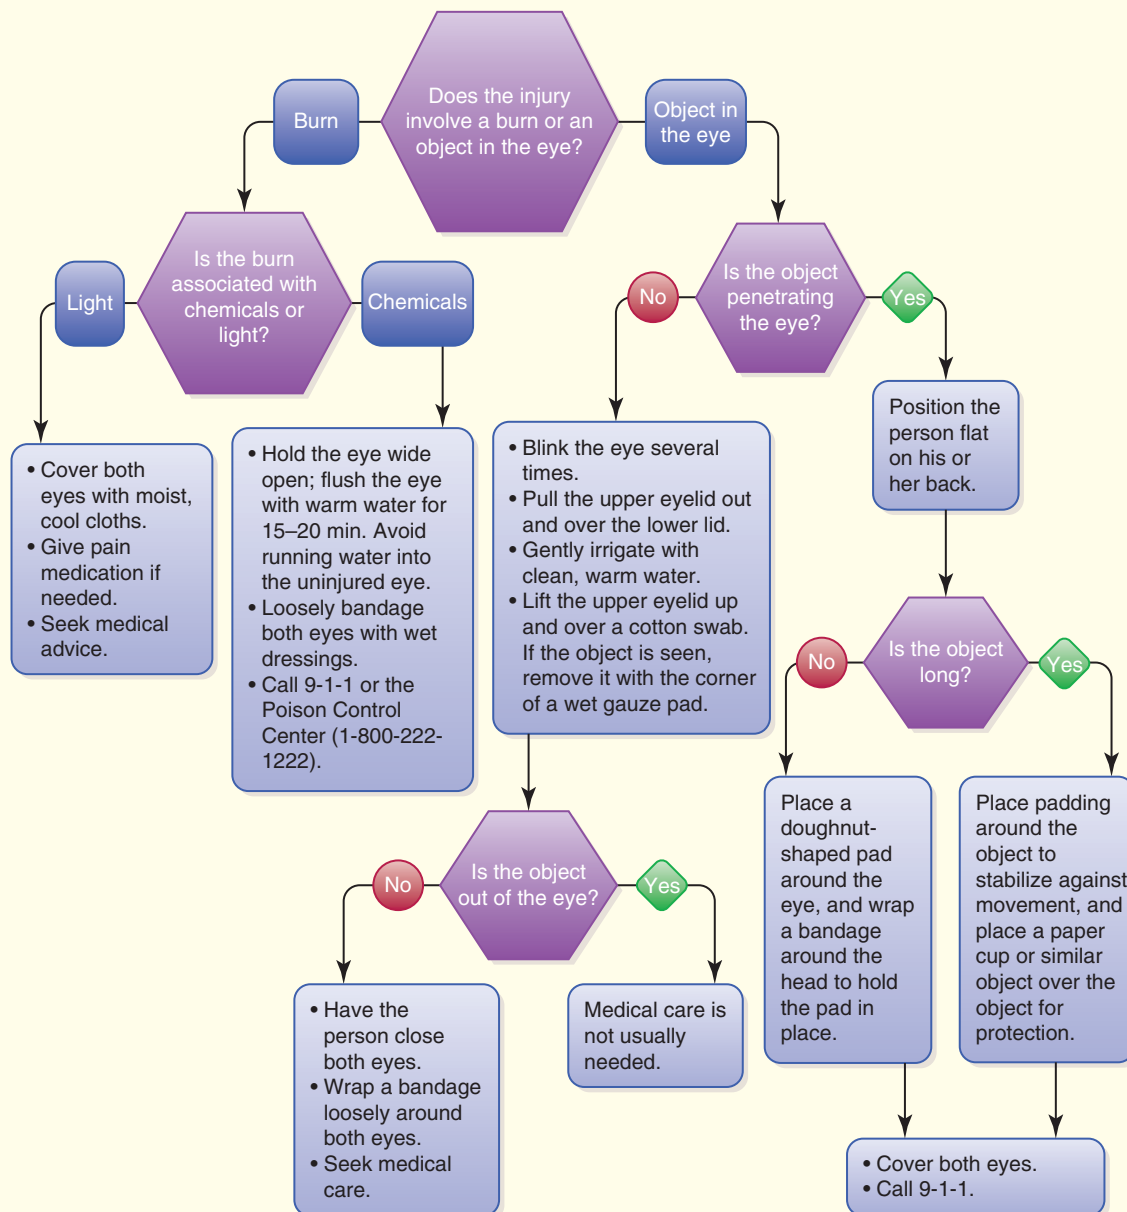 Does the injury
involve a burn or an
object in the eye?
Burn
Object in
the eye
Is the burn
associated with
chemicals or
light?
Light
Chemicals
Is the object
penetrating
the eye?
No
Yes
• Cover both
eyes with moist,
cool cloths.
• Give pain
medication if
needed.
• Seek medical
advice.
• Hold the eye wide
open; flush the eye
with warm water for
15–20 min. Avoid
running water into
the uninjured eye.
• Loosely bandage
both eyes with wet
dressings.
• Call 9-1-1 or the
Poison Control
Center (1-800-222-
1222).
• Blink the eye several
times.
• Pull the upper eyelid out
and over the lower lid.
• Gently irrigate with
clean, warm water.
• Lift the upper eyelid up
and over a cotton swab.
If the object is seen,
remove it with the corner
of a wet gauze pad.
Position the
person flat
on his or
her back.
Is the object
long?
No
Yes
Is the object
out of the eye?
No
Yes
• Have the
person close
both eyes.
• Wrap a bandage
loosely around
both eyes.
• Seek medical
care.
Medical care is
not usually
needed.
Place a
doughnut-
shaped pad
around the
eye, and wrap
a bandage
around the
head to hold
the pad in
place.
Place padding
around the
object to
stabilize against
movement, and
place a paper
cup or similar
object over the
object for
protection.
• Cover both eyes.
• Call 9-1-1.